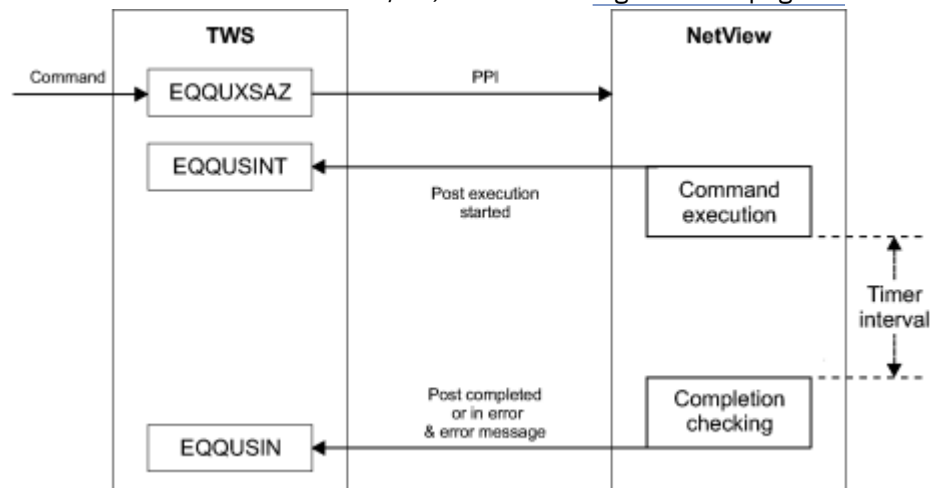 TWS
NetView
Command
EQQUXSAZ
PPI
EQQUSINT
Post execution
started
Command
execution
Timer
interval
Post completed
or in error
& error message
Completion
checking
EQQUSIN